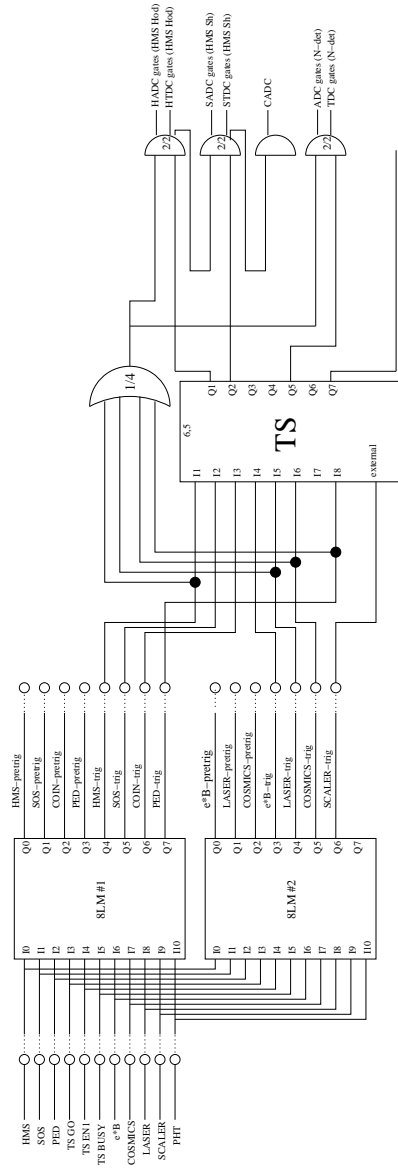 HMS
SOS
PED
TS GO
TS EN1
TS BUSY
e*B
COSMICS
LASER
SCALER
PHT
I0
I1
I2
I3
I4
I5
I6
I7
I8
I9
I10
8LM #1
Q0
Q1
Q2
Q3
Q4
Q5
Q6
Q7
HMS-pretrig
SOS-pretrig
COIN-pretrig
PED-pretrig
HMS-trig
SOS-trig
COIN-trig
PED-trig
I0
I1
I2
I3
I4
I5
I6
I7
I8
I9
I10
8LM #2
Q0
Q1
Q2
Q3
Q4
Q5
Q6
Q7
e*B-pretrig
LASER-pretrig
COSMICS-pretrig
e*B-trig
LASER-trig
COSMICS-trig
SCALER-trig
1/4
I1
I2
I3
I4
I5
I6
I7
I8
external
6,5
TS
Q1
Q2
Q3
Q4
Q5
Q6
Q7
2/2
HADC gates (HMS Hod)
HTDC gates (HMS Hod)
2/2
SADC gates (HMS Sh)
STDC gates (HMS Sh)
CADC
2/2
ADC gates (N-det)
TDC gates (N-det)